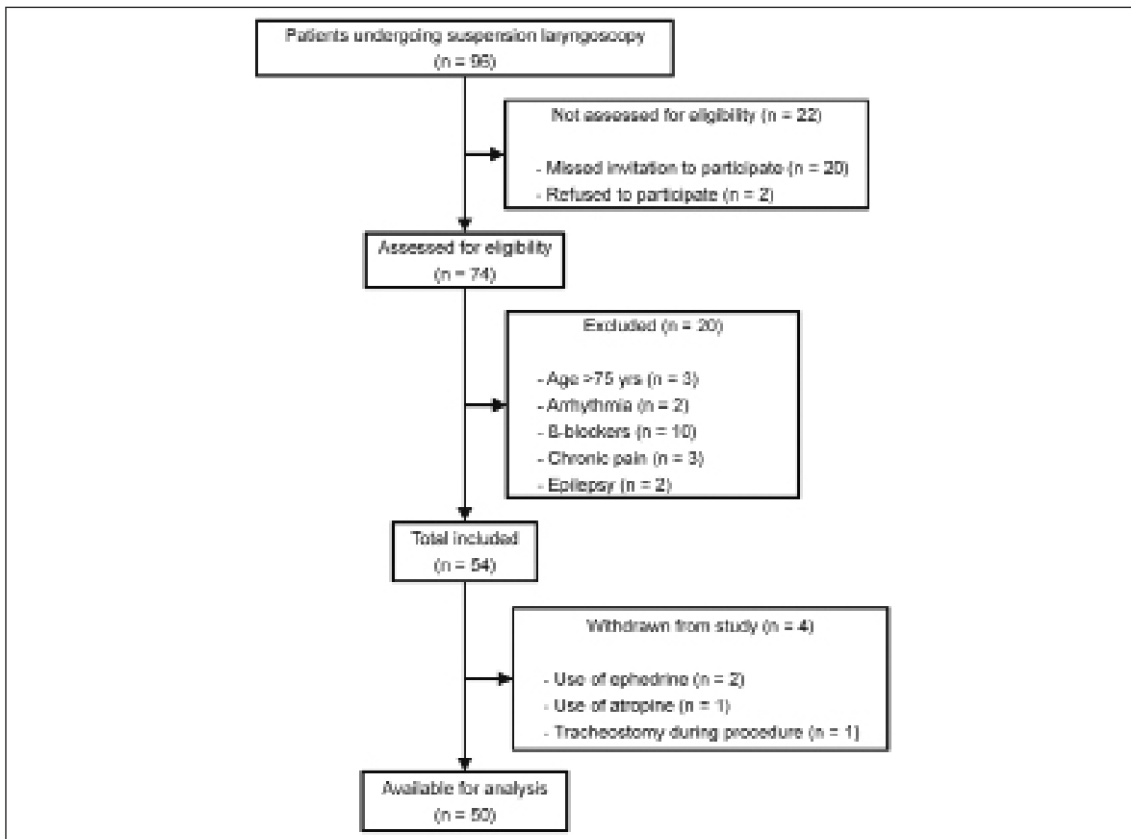 Patients undergoing suspension laryngoscopy
(n = 96)
Not assessed for eligibility (n = 22)
- Missed invitation to participate (n = 20)
- Refused to participate (n = 2)
Assessed for eligibility
(n = 74)
Excluded (n = 20)
- Age >75 yrs (n = 3)
- Arrhythmia (n = 2)
- ß-blockers (n = 10)
- Chronic pain (n = 3)
- Epilepsy (n = 2)
Total included
(n = 54)
Withdrawn from study (n = 4)
- Use of ephedrine (n = 2)
- Use of atropine (n = 1)
- Tracheostomy during procedure (n = 1)
Available for analysis
(n = 50)